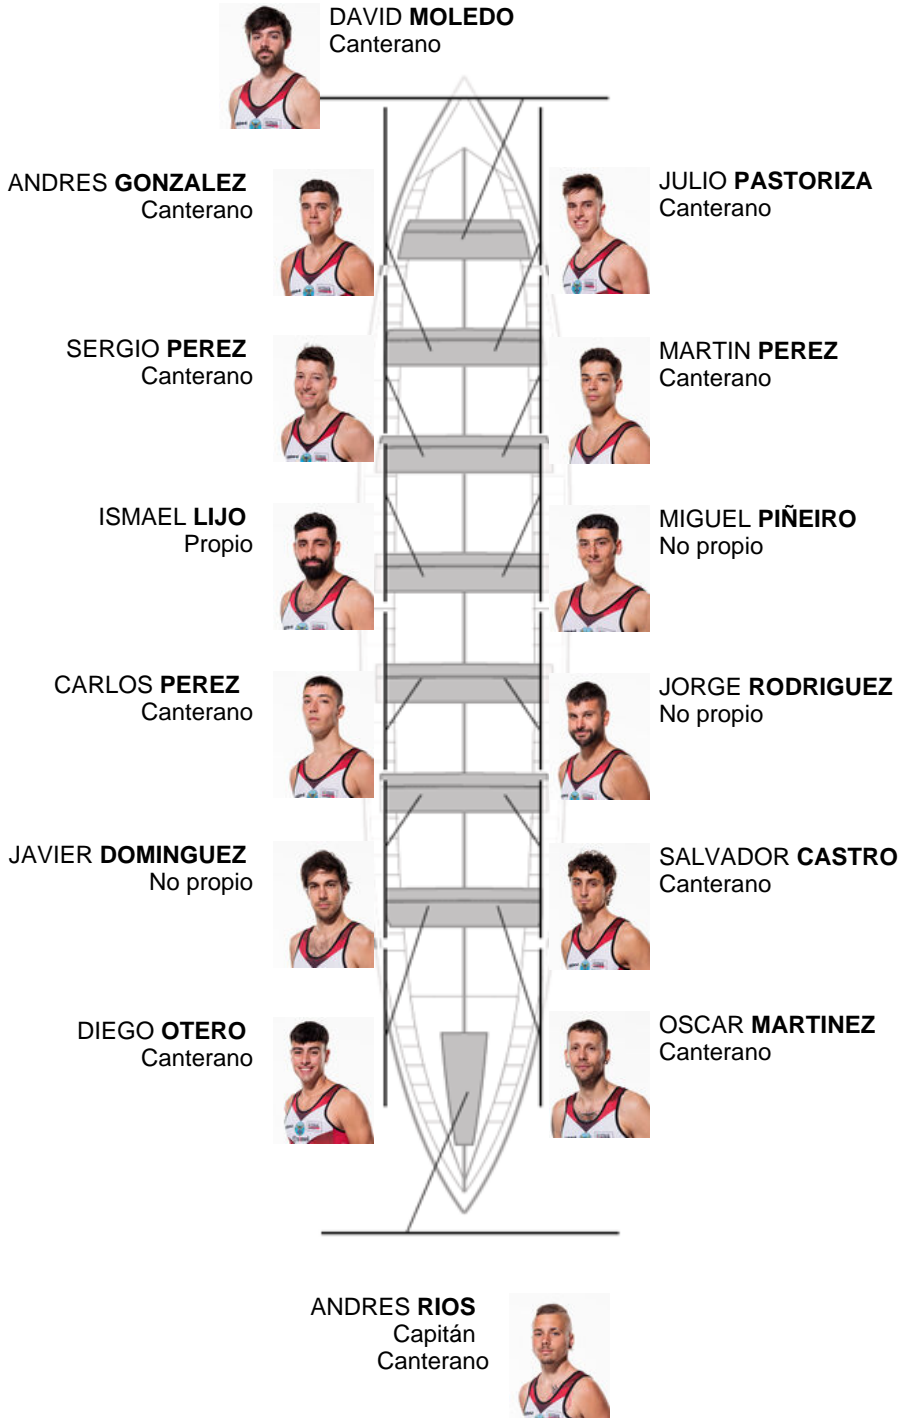 DAVID MOLEDO
Canterano
ANDRES GONZALEZ
Canterano
JULIO PASTORIZA
Canterano
SERGIO PEREZ
Canterano
MARTIN PEREZ
Canterano
ISMAEL LIJO
Propio
MIGUEL PIÑEIRO
No propio
CARLOS PEREZ
Canterano
JORGE RODRIGUEZ
No propio
JAVIER DOMINGUEZ
No propio
SALVADOR CASTRO
Canterano
DIEGO OTERO
Canterano
OSCAR MARTINEZ
Canterano
ANDRES RIOS
Capitán
Canterano